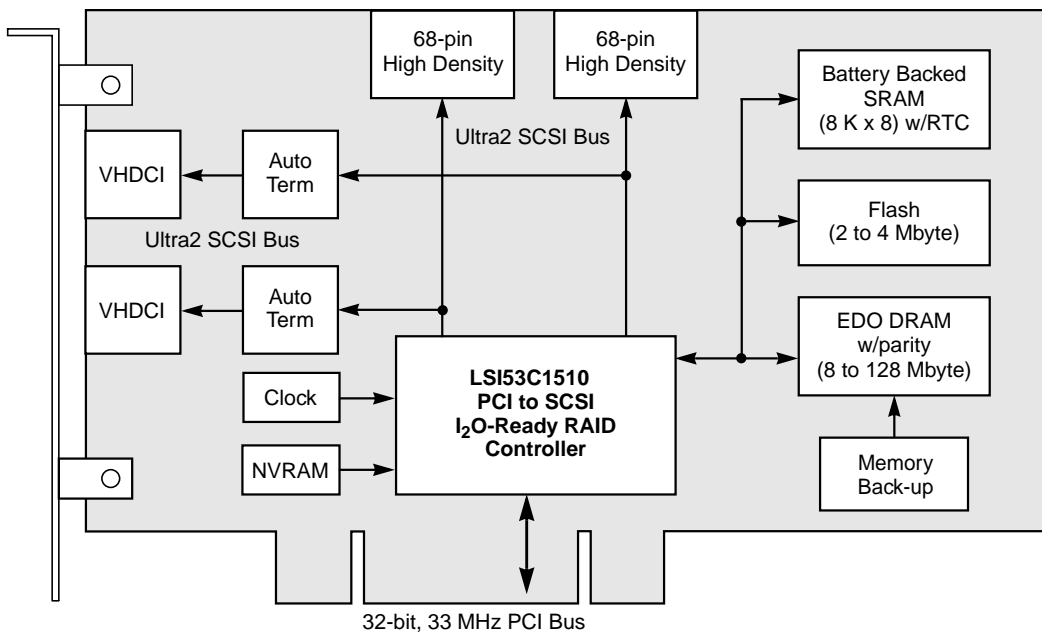 68-pin
High Density
68-pin
High Density
Battery Backed
SRAM
(8 K x 8) w/RTC
Ultra2 SCSI Bus
VHDCI
Auto
Term
Flash
(2 to 4 Mbyte)
Ultra2 SCSI Bus
VHDCI
Auto
Term
EDO DRAM
w/parity
(8 to 128 Mbyte)
LSI53C1510
PCI to SCSI
I2O-Ready RAID
Controller
Clock
NVRAM
Memory
Back-up
32-bit, 33 MHz PCI Bus